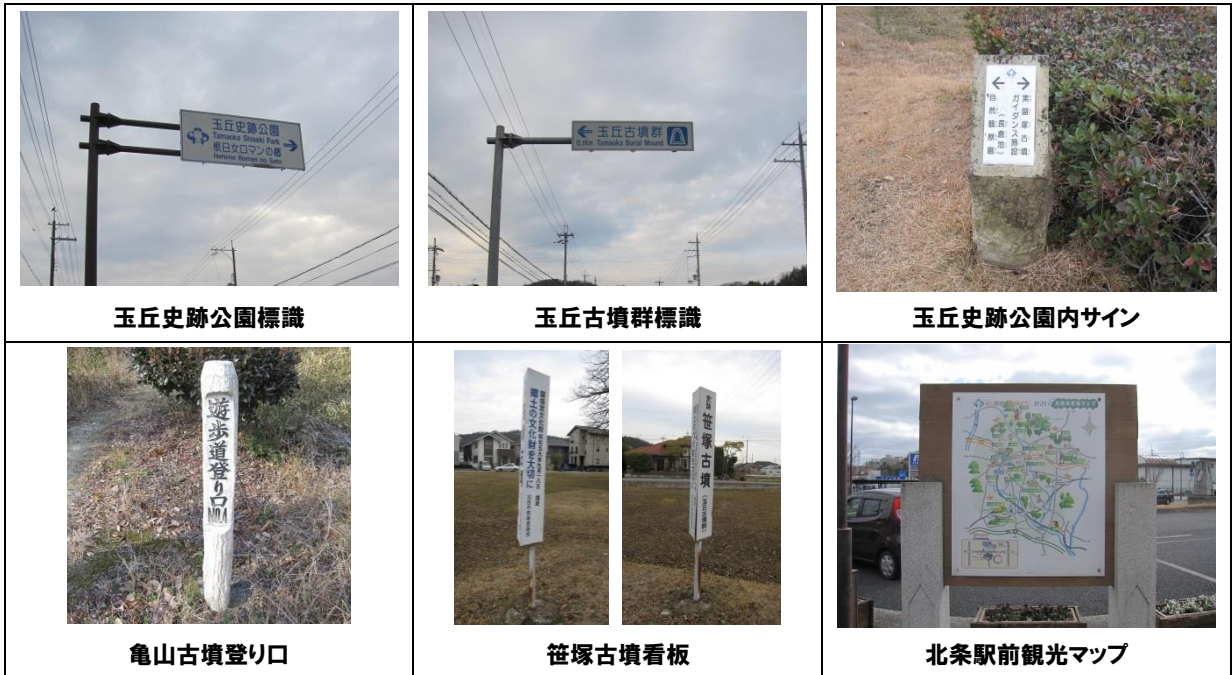 玉丘史跡公園
Tamaoka Shiseki Park
根日女ロマンの郷
Nehime Roman no Sato
玉丘史跡公園標識
玉丘古墳群
0.1km Tamaoka Burial Mound
玉丘古墳群標識
実盛塚古墳
ガイダンス施設
(長倉池)
自然観察園
玉丘史跡公園内サイン
遊歩道登り口
NO.4
亀山古墳登り口
郷土の文化財を大切に
史跡 笹塚古墳 (玉丘古墳群)
笹塚古墳看板
北条駅前観光マップ